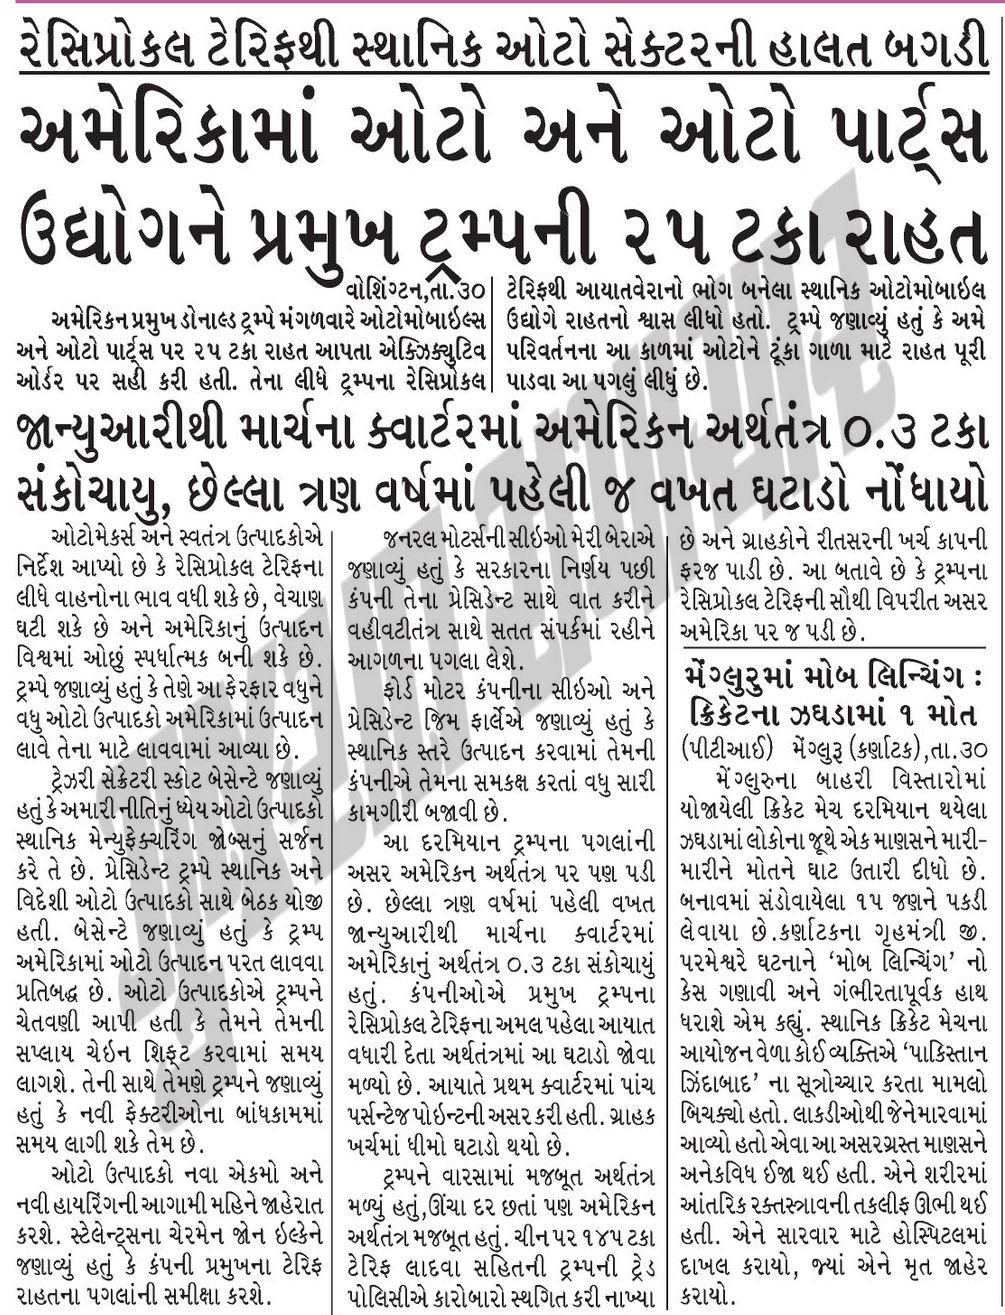 રેસિપ્રોકલ ટેરિફથી સ્થાનિક ઓટો સેક્ટરની હાલત બગડી
અમેરિકામાં ઓટો અને ઓટો પાર્ટ્સ
ઉદ્યોગને પ્રમુખ ટ્રમ્પની ૨૫ ટકા રાહત
વોશિંગ્ટન,તા.૩૦
અમેરિકન પ્રમુખ ડોનાલ્ડ ટ્રમ્પે મંગળવારે ઓટોમોબાઇલ્સ
અને ઓટો પાર્ટ્સ પર ૨૫ ટકા રાહત આપતા એક્ઝિક્યુટિવ
ઓર્ડર પર સહી કરી હતી. તેના લીધે ટ્રમ્પના રેસિપ્રોકલ
ટેરિફથી આયાતવેરાનો ભોગ બનેલા સ્થાનિક ઓટોમોબાઇલ
ઉદ્યોગે રાહતનો શ્વાસ લીધો હતો. ટ્રમ્પે જણાવ્યું હતું કે અમે
પરિવર્તનના આ કાળમાં ઓટોને ટૂંકા ગાળા માટે રાહત પૂરી
પાડવા આ પગલું લીધું છે.
જાન્યુઆરીથી માર્ચના ક્વાર્ટરમાં અમેરિકન અર્થતંત્ર ૦.૩ ટકા
સંકોચાયુ, છેલ્લા ત્રણ વર્ષમાં પહેલી જ વખત ઘટાડો નોંધાયો
ઓટોમેકર્સ અને સ્વતંત્ર ઉત્પાદકોએ
નિર્દેશ આપ્યો છે કે રેસિપ્રોકલ ટેરિફના
લીધે વાહનોના ભાવ વધી શકે છે, વેચાણ
ઘટી શકે છે અને અમેરિકાનું ઉત્પાદન
વિશ્વમાં ઓછું સ્પર્ધાત્મક બની શકે છે.
ટ્રમ્પે જણાવ્યું હતું કે તેણે આ ફેરફાર વધુને
વધુ ઓટો ઉત્પાદકો અમેરિકામાં ઉત્પાદન
લાવે તેના માટે લાવવામાં આવ્યા છે.
ટ્રેઝરી સેક્રેટરી સ્કોટ બેસેન્ટે જણાવ્યું
હતું કે અમારી નીતિનું ધ્યેય ઓટો ઉત્પાદકો
સ્થાનિક મેન્યુફેક્ચરિંગ જોબ્સનું સર્જન
કરે તે છે. પ્રેસિડેન્ટ ટ્રમ્પે સ્થાનિક અને
વિદેશી ઓટો ઉત્પાદકો સાથે બેઠક યોજી
હતી. બેસેન્ટે જણાવ્યું હતું કે ટ્રમ્પ
અમેરિકામાં ઓટો ઉત્પાદન પરત લાવવા
પ્રતિબદ્ધ છે. ઓટો ઉત્પાદકોએ ટ્રમ્પને
ચેતવણી આપી હતી કે તેમને તેમની
સપ્લાય ચેઇન શિફ્ટ કરવામાં સમય
લાગશે. તેની સાથે તેમણે ટ્રમ્પને જણાવ્યું
હતું કે નવી ફેક્ટરીઓના બાંધકામમાં
સમય લાગી શકે તેમ છે.
ઓટો ઉત્પાદકો નવા એકમો અને
નવી હાયરિંગની આગામી મહિને જાહેરાત
કરશે. સ્ટેલેન્ટ્સના ચેરમેન જોન ઇલ્કેને
જણાવ્યું હતું કે કંપની પ્રમુખના ટેરિફ
રાહતના પગલાંની સમીક્ષા કરશે.
જનરલ મોટર્સની સીઇઓ મેરી બેરાએ
જણાવ્યું હતું કે સરકારના નિર્ણય પછી
કંપની તેના પ્રેસિડેન્ટ સાથે વાત કરીને
વહીવટીતંત્ર સાથે સતત સંપર્કમાં રહીને
આગળના પગલા લેશે.
ફોર્ડ મોટર કંપનીના સીઇઓ અને
પ્રેસિડેન્ટ જિમ ફાર્લેએ જણાવ્યું હતું કે
સ્થાનિક સ્તરે ઉત્પાદન કરવામાં તેમની
કંપનીએ તેમના સમકક્ષ કરતાં વધુ સારી
કામગીરી બજાવી છે.
આ દરમિયાન ટ્રમ્પના પગલાંની
અસર અમેરિકન અર્થતંત્ર પર પણ પડી
છે. છેલ્લા ત્રણ વર્ષમાં પહેલી વખત
જાન્યુઆરીથી માર્ચના ક્વાર્ટરમાં
અમેરિકાનું અર્થતંત્ર ૦.૩ ટકા સંકોચાયું
હતું. કંપનીઓએ પ્રમુખ ટ્રમ્પના
રેસિપ્રોકલ ટેરિફના અમલ પહેલા આયાત
વધારી દેતા અર્થતંત્રમાં આ ઘટાડો જોવા
મળ્યો છે. આયાતે પ્રથમ ક્વાર્ટરમાં પાંચ
પર્સન્ટેજ પોઇન્ટની અસર કરી હતી. ગ્રાહક
ખર્ચમાં ધીમો ઘટાડો થયો છે.
ટ્રમ્પને વારસામાં મજબૂત અર્થતંત્ર
મળ્યું હતું,ઊંચા દર છતાં પણ અમેરિકન
અર્થતંત્ર મજબૂત હતું. ચીન પર ૧૪૫ ટકા
ટેરિફ લાદવા સહિતની ટ્રમ્પની ટ્રેડ
પોલિસીએ કારોબારો સ્થગિત કરી નાખ્યા
છે અને ગ્રાહકોને રીતસરની ખર્ચ કાપની
ફરજ પાડી છે. આ બતાવે છે કે ટ્રમ્પના
રેસિપ્રોકલ ટેરિફની સૌથી વિપરીત અસર
અમેરિકા પર જ પડી છે.
મેંગ્લુરુમાં મોબ લિન્ચિંગ :
ક્રિકેટના ઝઘડામાં ૧ મોત
(પીટીઆઈ) મેંગ્લુરૂ (કર્ણાટક),તા.૩૦
મેંગ્લુરુના બાહરી વિસ્તારોમાં
યોજાયેલી ક્રિકેટ મેચ દરમિયાન થયેલા
ઝઘડામાં લોકોના જૂથે એક માણસને મારી-
મારીને મોતને ઘાટ ઉતારી દીધો છે.
બનાવમાં સંડોવાયેલા ૧૫ જણને પકડી
લેવાયા છે.કર્ણાટકના ગૃહમંત્રી જી.
પરમેશ્વરે ઘટનાને ‘મોબ લિન્ચિંગ’ નો
કેસ ગણાવી અને ગંભીરતાપૂર્વક હાથ
ધરાશે એમ કહ્યું. સ્થાનિક ક્રિકેટ મેચના
આયોજન વેળા કોઈ વ્યક્તિએ ‘પાકિસ્તાન
ઝિંદાબાદ’ ના સૂત્રોચ્ચાર કરતા મામલો
બિચક્યો હતો. લાકડીઓથી જેને મારવામાં
આવ્યો હતો એવા આ અસરગ્રસ્ત માણસને
અનેકવિધ ઈજા થઈ હતી. એને શરીરમાં
આંતરિક રક્તસ્ત્રાવની તકલીફ ઊભી થઈ
હતી. એને સારવાર માટે હોસ્પિટલમાં
દાખલ કરાયો, જ્યાં એને મૃત જાહેર
કરાયો.